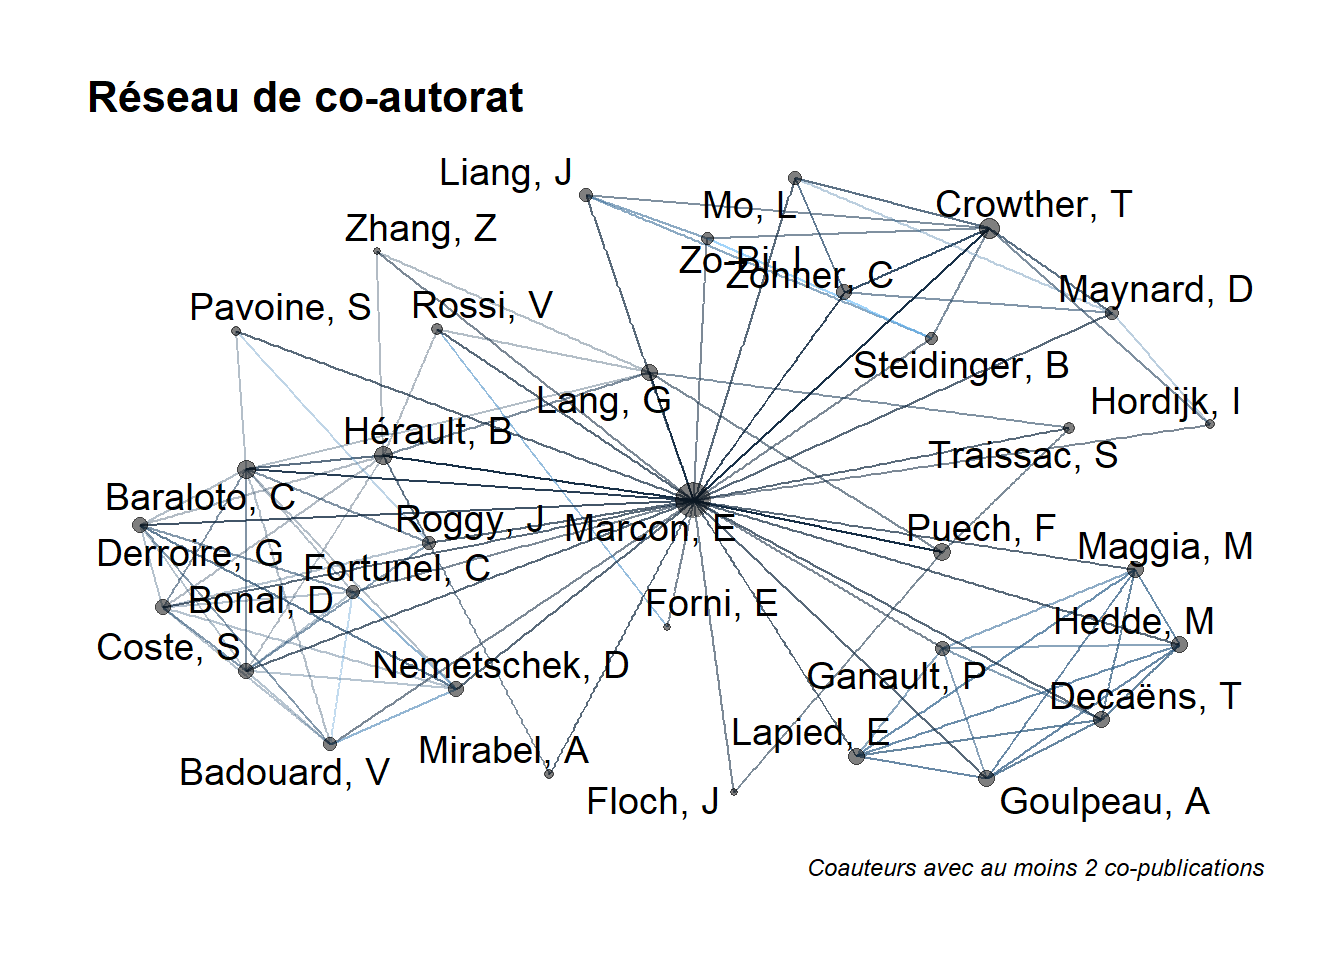 Réseau de co-autorat
Liang, J
Mo, L
Crowther, T
Zhang, Z
Zo-Bi, I
Zohner, C
Maynard, D
Pavoine, S
Rossi, V
Steidinger, B
Lang, G
Hordijk, I
Hérault, B
Traissac, S
Baraloto, C
Roggy, J
Marcon, E
Puech, F
Derroire, G
Maggia, M
Fortunel, C
Bonal, D
Forni, E
Hedde, M
Coste, S
Nemetschek, D
Ganault, P
Decaëns, T
Lapied, E
Mirabel, A
Badouard, V
Floch, J
Goulpeau, A
Coauteurs avec au moins 2 co-publications